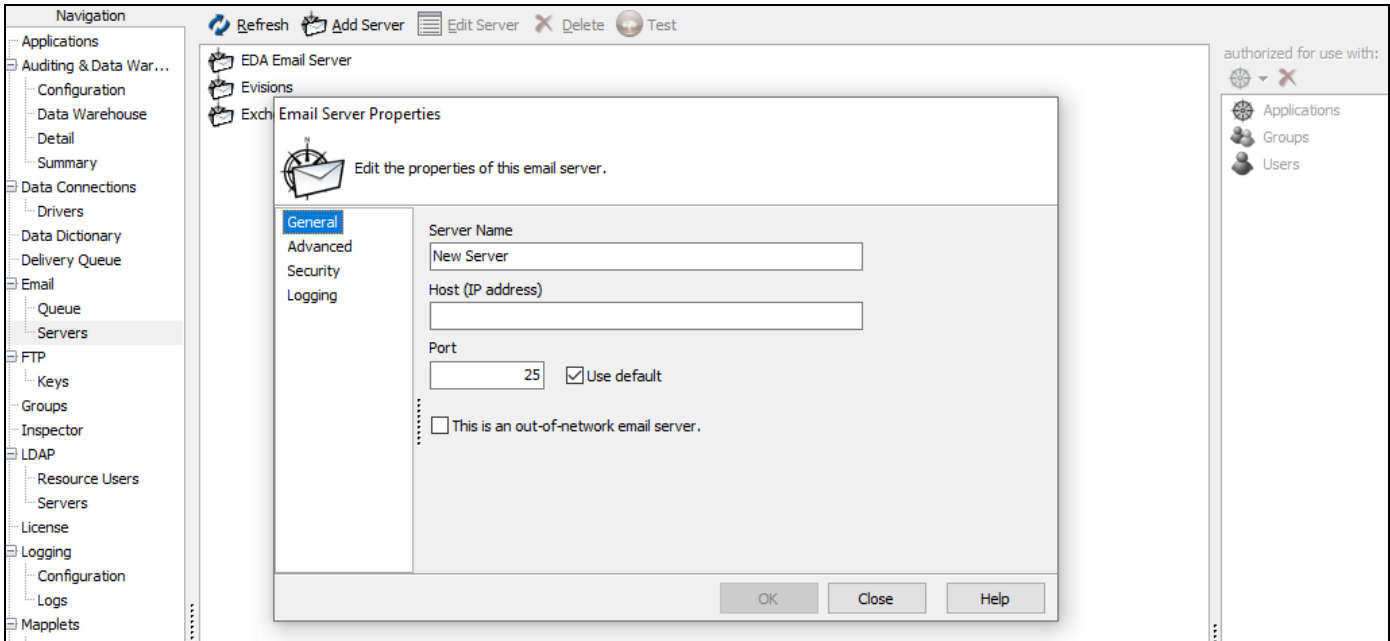 Navigation
Applications
Auditing & Data War...
Configuration
Data Warehouse
Detail
Summary
Data Connections
Drivers
Data Dictionary
Delivery Queue
Email
Queue
Servers
FTP
Keys
Groups
Inspector
LDAP
Resource Users
Servers
License
Logging
Configuration
Logs
Mapplets
Refresh Add Server Edit Server Delete Test
EDA Email Server
Evisions
Exch
Email Server Properties
N
Edit the properties of this email server.
General
Advanced
Security
Logging
Server Name
New Server
Host (IP address)
Port
25 Use default
This is an out-of-network email server.
OK Close Help
authorized for use with:
Applications
Groups
Users